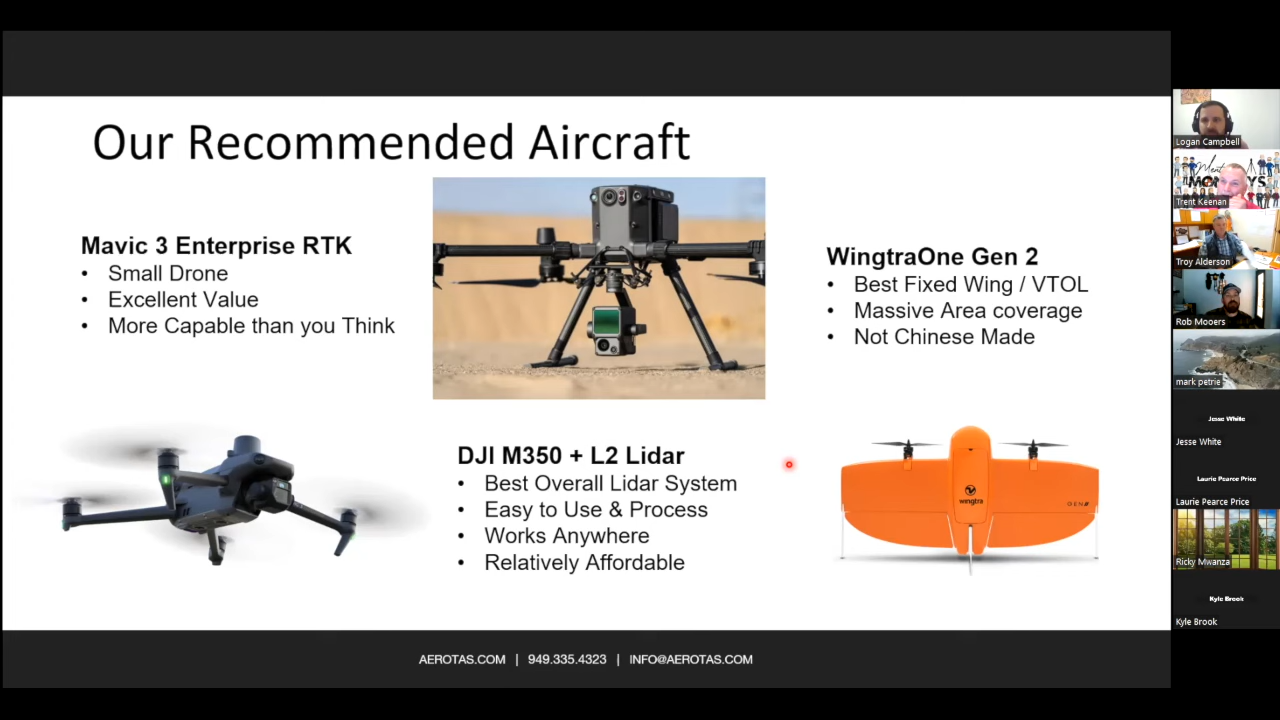 Our Recommended Aircraft
Mavic 3 Enterprise RTK
• Small Drone
• Excellent Value
• More Capable than you Think
DJI M350 + L2 Lidar
• Best Overall Lidar System
• Easy to Use & Process
• Works Anywhere
• Relatively Affordable
WingtraOne Gen 2
• Best Fixed Wing / VTOL
• Massive Area coverage
• Not Chinese Made
wingtra
GEN II
AEROTAS.COM | 949.335.4323 | INFO@AEROTAS.COM
Logan Campbell
Trent Keenan
Troy Alderson
Rob Mooers
mark petrie
Jesse White
Jesse White
Laurie Pearce Price
Laurie Pearce Price
Ricky Mwanza
Kyle Brook
Kyle Brook